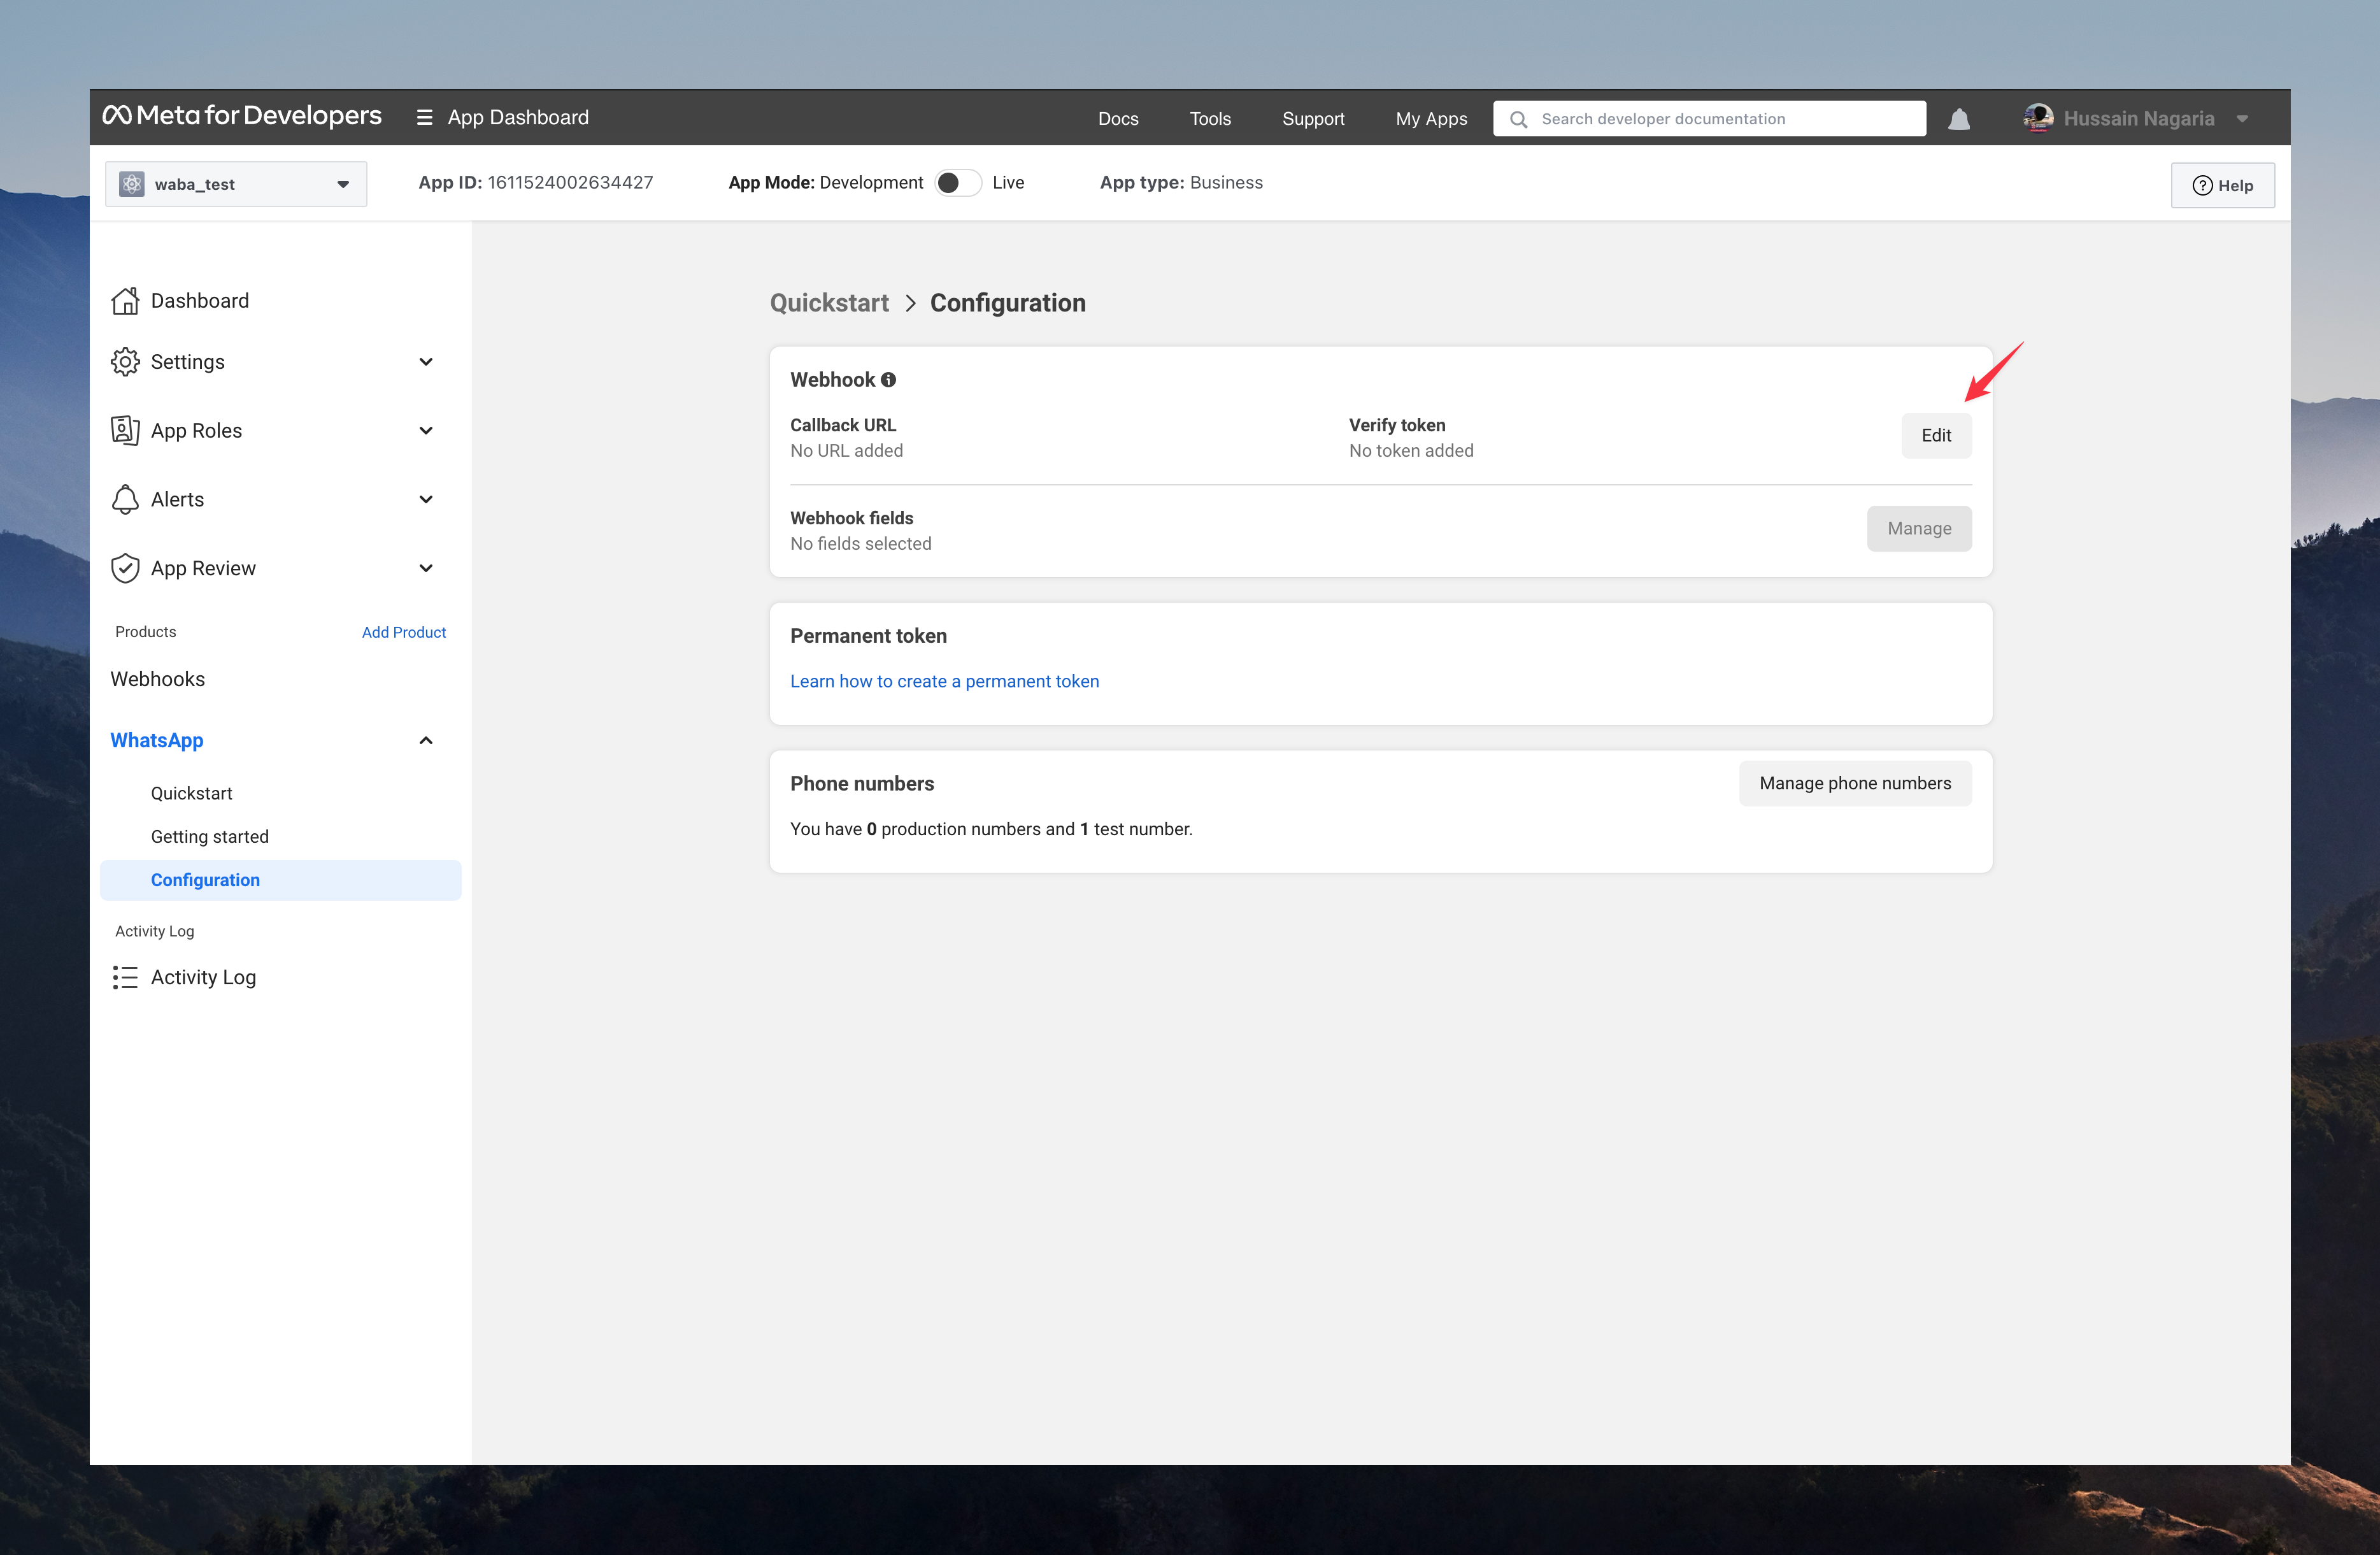 Meta for Developers
App Dashboard
Docs
Tools
Support
My Apps
Search developer documentation
Hussain Nagaria
waba_test
App ID: 1611524002634427
App Mode: Development
Live
App type: Business
Help
Dashboard
Settings
App Roles
Alerts
App Review
Products
Add Product
Webhooks
WhatsApp
Quickstart
Getting started
Configuration
Activity Log
Activity Log
Quickstart > Configuration
Webhook
Callback URL
No URL added
Verify token
No token added
Edit
Webhook fields
No fields selected
Manage
Permanent token
Learn how to create a permanent token
Phone numbers
Manage phone numbers
You have 0 production numbers and 1 test number.